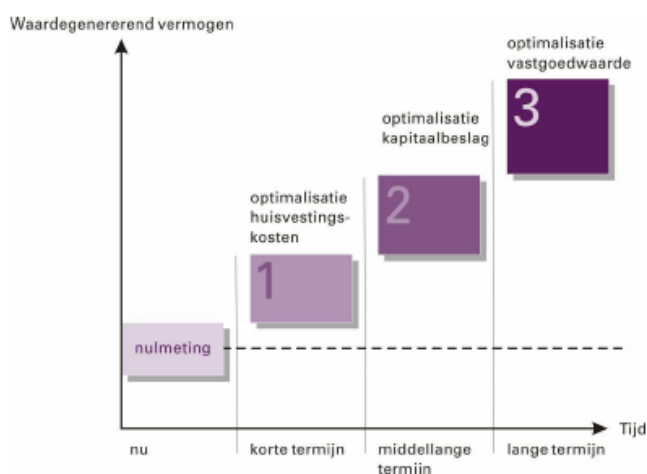 Waardegenererend vermogen
optimalisatie
vastgoedwaarde
3
optimalisatie
kapitaalbeslag
2
optimalisatie
huisvestings-
kosten
1
nulmeting
Tijd
nu
korte termijn
middellange
termijn
lange termijn